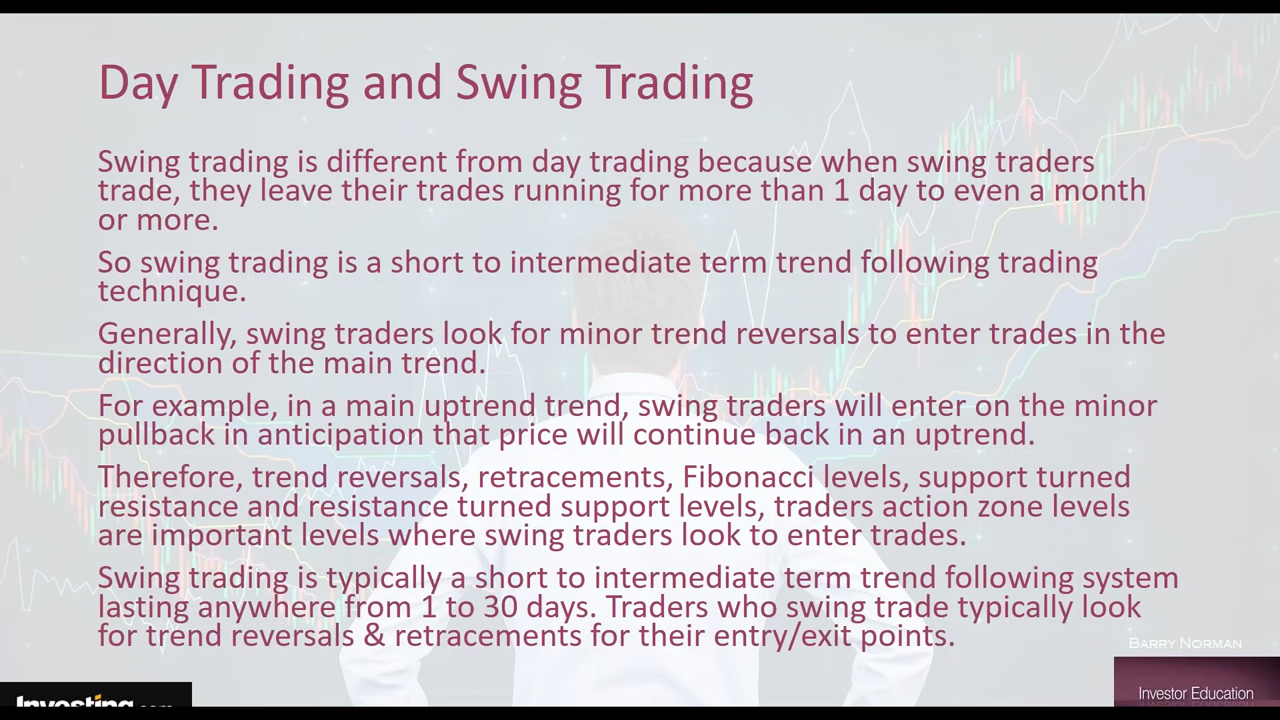 Day Trading and Swing Trading
Swing trading is different from day trading because when swing traders
trade, they leave their trades running for more than 1 day to even a month
or more.
So swing trading is a short to intermediate term trend following trading
technique.
Generally, swing traders look for minor trend reversals to enter trades in the
direction of the main trend.
For example, in a main uptrend trend, swing traders will enter on the minor
pullback in anticipation that price will continue back in an uptrend.
Therefore, trend reversals, retracements, Fibonacci levels, support turned
resistance and resistance turned support levels, traders action zone levels
are important levels where swing traders look to enter trades.
Swing trading is typically a short to intermediate term trend following system
lasting anywhere from 1 to 30 days. Traders who swing trade typically look
for trend reversals & retracements for their entry/exit points.
Barry Norman
Investor Education
Investing.com